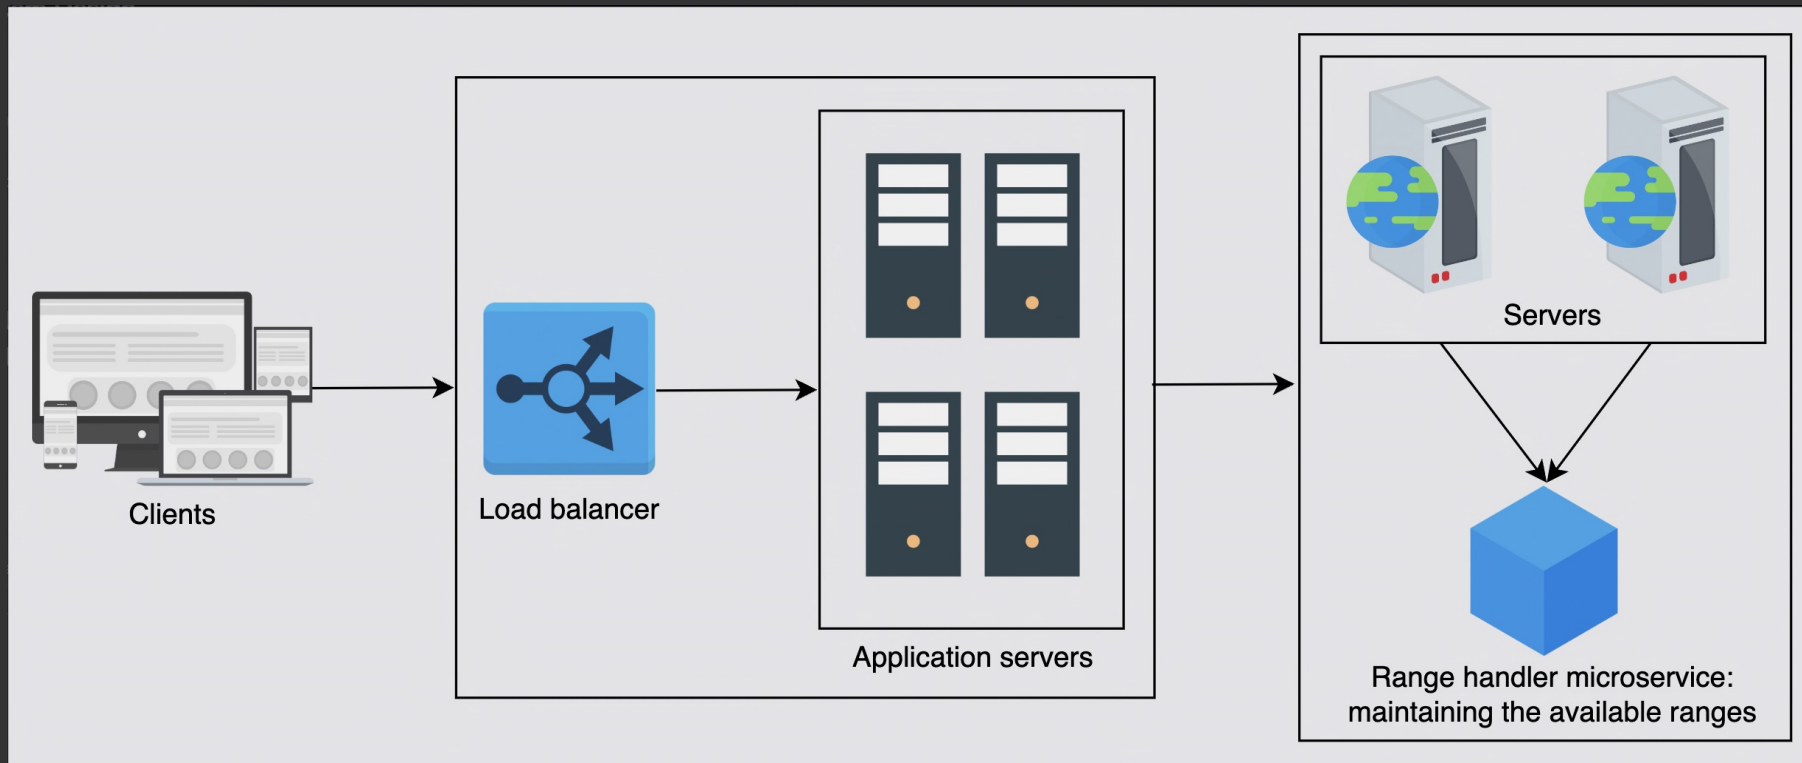 Clients
Load balancer
Application servers
Servers
Range handler microservice:
maintaining the available ranges